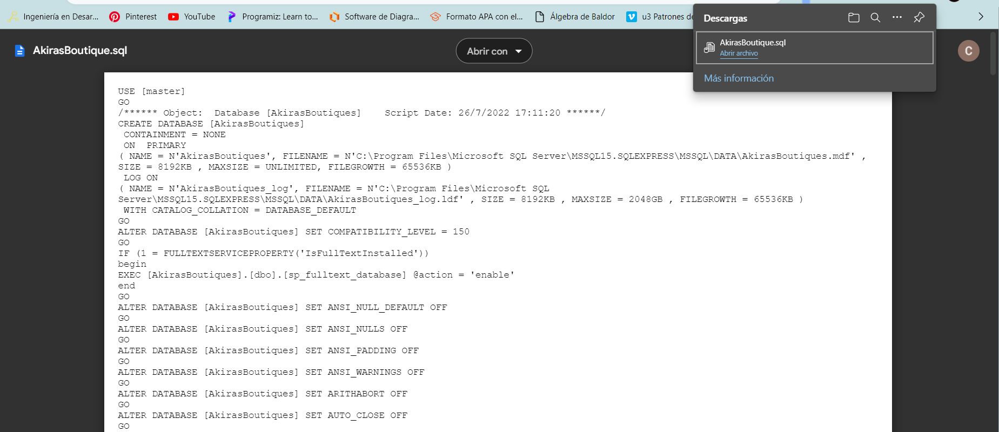 Ingeniería en Desar...
Pinterest
YouTube
Programiz: Learn to...
Software de Diagra...
Formato APA con el...
Álgebra de Baldor
u3 Patrones de
Descargas
AkirasBoutique.sql
Abrir archivo
Más información
AkirasBoutique.sql
Abrir con
C
USE [master]
GO
/****** Object:  Database [AkirasBoutiques]    Script Date: 26/7/2022 17:11:20 ******/
CREATE DATABASE [AkirasBoutiques]
 CONTAINMENT = NONE
 ON  PRIMARY
( NAME = N'AkirasBoutiques', FILENAME = N'C:\Program Files\Microsoft SQL Server\MSSQL15.SQLEXPRESS\MSSQL\DATA\AkirasBoutiques.mdf' ,
SIZE = 8192KB , MAXSIZE = UNLIMITED, FILEGROWTH = 65536KB )
 LOG ON
( NAME = N'AkirasBoutiques_log', FILENAME = N'C:\Program Files\Microsoft SQL
Server\MSSQL15.SQLEXPRESS\MSSQL\DATA\AkirasBoutiques_log.ldf' , SIZE = 8192KB , MAXSIZE = 2048GB , FILEGROWTH = 65536KB )
 WITH CATALOG_COLLATION = DATABASE_DEFAULT
GO
ALTER DATABASE [AkirasBoutiques] SET COMPATIBILITY_LEVEL = 150
GO
IF (1 = FULLTEXTSERVICEPROPERTY('IsFullTextInstalled'))
begin
EXEC [AkirasBoutiques].[dbo].[sp_fulltext_database] @action = 'enable'
end
GO
ALTER DATABASE [AkirasBoutiques] SET ANSI_NULL_DEFAULT OFF
GO
ALTER DATABASE [AkirasBoutiques] SET ANSI_NULLS OFF
GO
ALTER DATABASE [AkirasBoutiques] SET ANSI_PADDING OFF
GO
ALTER DATABASE [AkirasBoutiques] SET ANSI_WARNINGS OFF
GO
ALTER DATABASE [AkirasBoutiques] SET ARITHABORT OFF
GO
ALTER DATABASE [AkirasBoutiques] SET AUTO_CLOSE OFF
GO